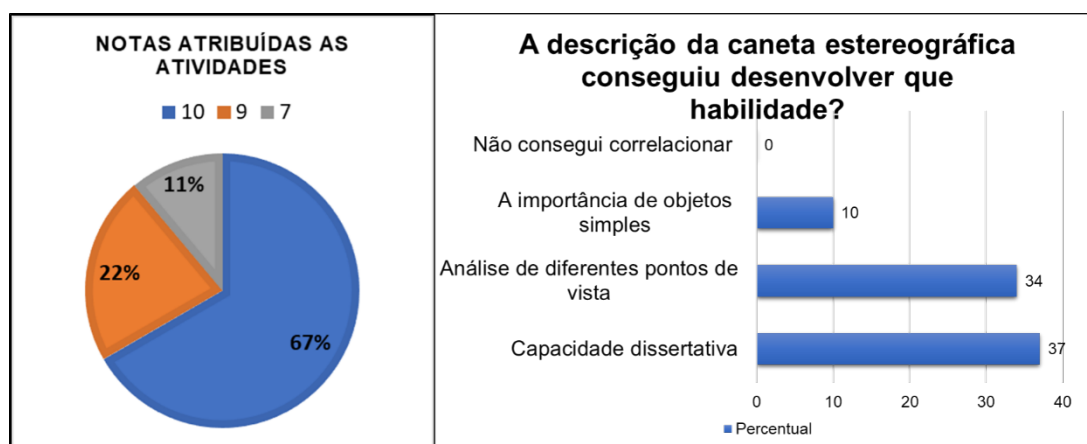 NOTAS ATRIBUÍDAS AS
ATIVIDADES
10 9 7
11%
22%
67%
A descrição da caneta estereográfica
conseguiu desenvolver que
habilidade?
Não consegui correlacionar
0
A importância de objetos
simples
10
Análise de diferentes pontos de
vista
34
Capacidade dissertativa
37
0 10 20 30 40
Percentual